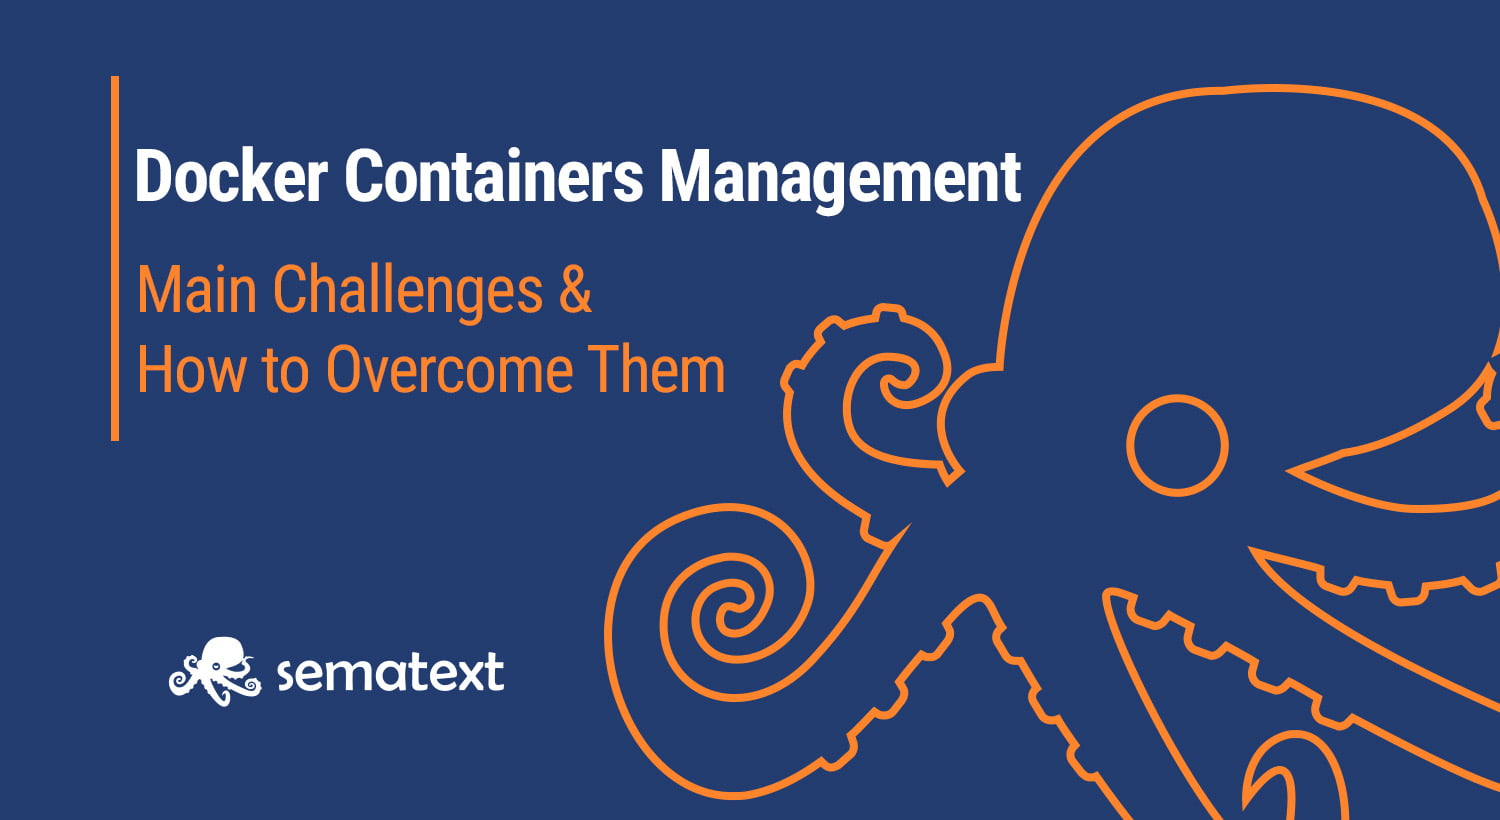 Docker Containers Management
Main Challenges &
How to Overcome Them
sematext